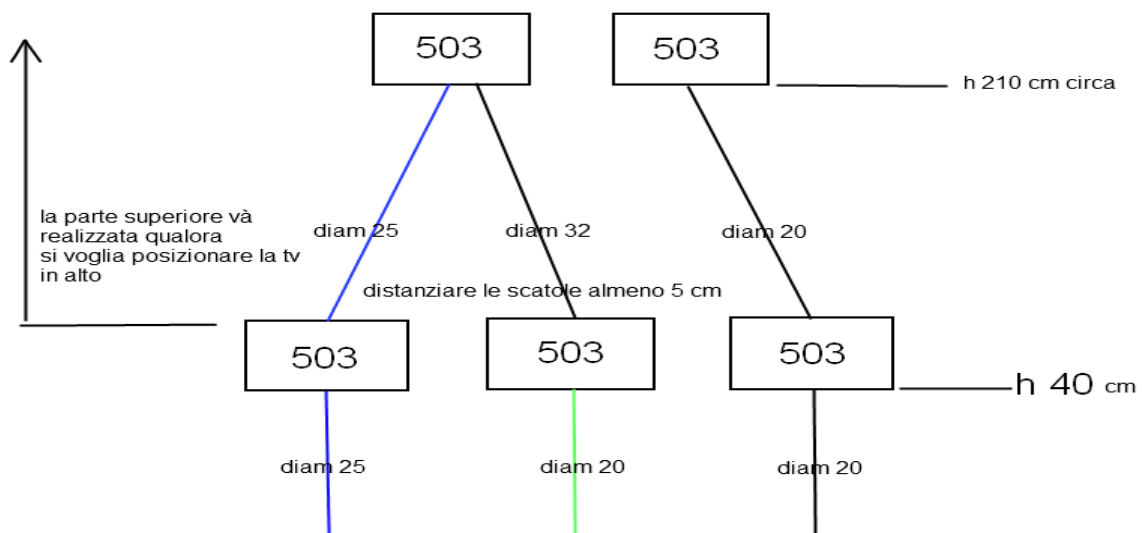 503
503
h 210 cm circa
la parte superiore và
realizzata qualora
si voglia posizionare la tv
in alto
diam 25
diam 32
diam 20
distanziare le scatole almeno 5 cm
503
503
503
h 40 cm
diam 25
diam 20
diam 20